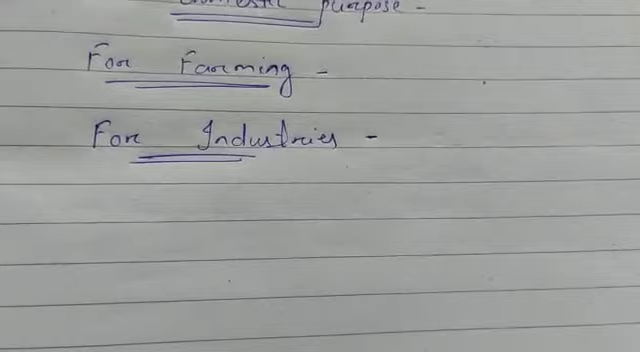 purpose -
For Farming -
For Industries -